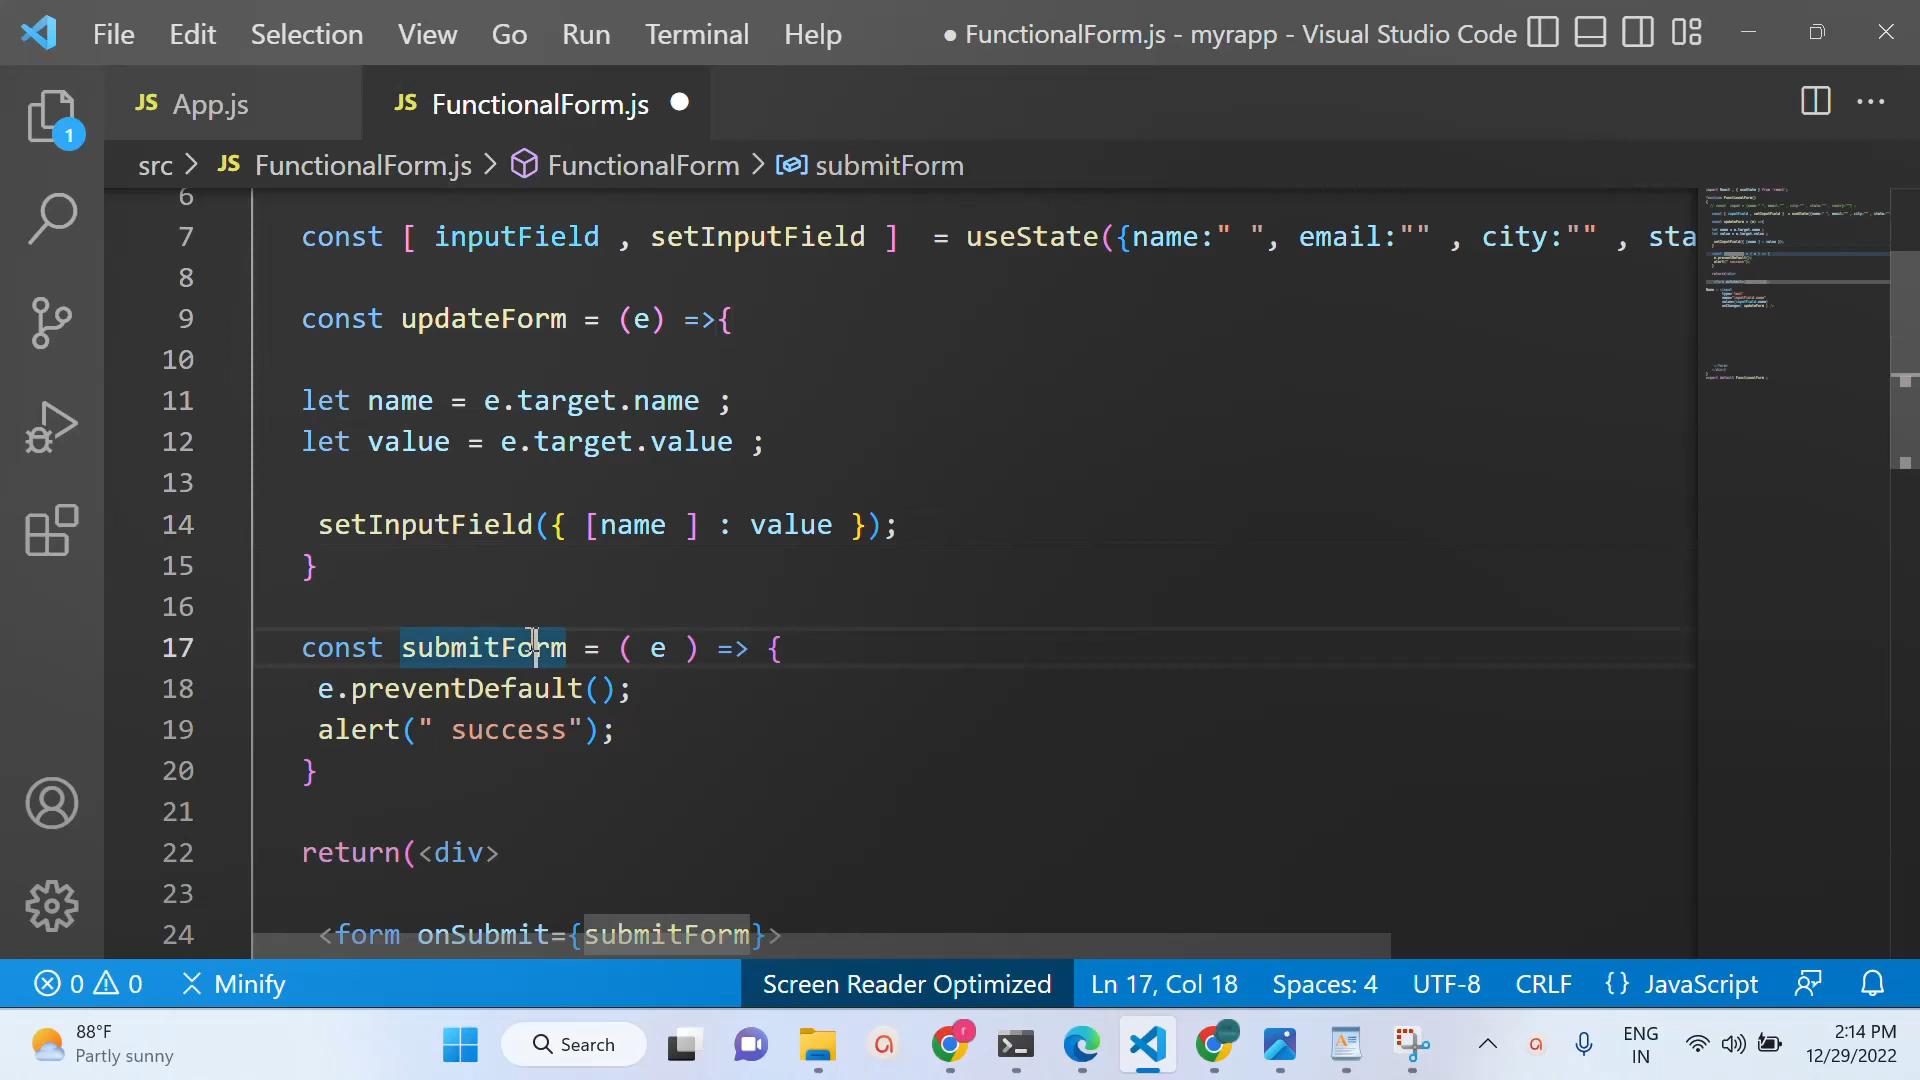 File Edit Selection View Go Run Terminal Help ● FunctionalForm.js - myrapp - Visual Studio Code
JS App.js JS FunctionalForm.js
src > JS FunctionalForm.js > FunctionalForm > submitForm
1
6
7 const [ inputField , setInputField ] = useState({name:" ", email:"" , city:"" , sta
8
9 const updateForm = (e) =>{
10
11 let name = e.target.name ;
12 let value = e.target.value ;
13
14 setInputField({ [name ] : value });
15 }
16
17 const submitForm = ( e ) => {
18 e.preventDefault();
19 alert(" success");
20 }
21
22 return(<div>
23
24 <form onSubmit={submitForm}>
0 0 Minify Screen Reader Optimized Ln 17, Col 18 Spaces: 4 UTF-8 CRLF {} JavaScript
88°F
Partly sunny
Search
ENG
IN
2:14 PM
12/29/2022